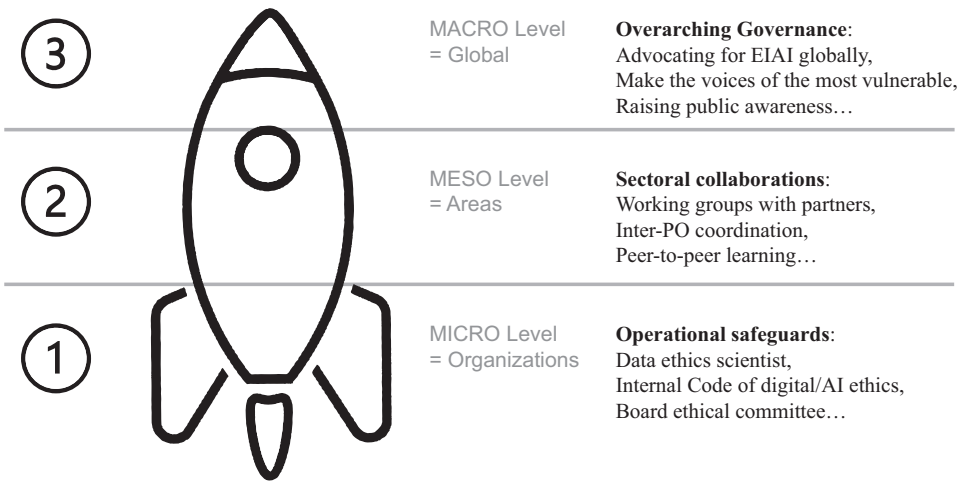 3
MACRO Level
= Global
Overarching Governance:
Advocating for EIAI globally,
Make the voices of the most vulnerable,
Raising public awareness…
2
MESO Level
= Areas
Sectoral collaborations:
Working groups with partners,
Inter-PO coordination,
Peer-to-peer learning…
1
MICRO Level
= Organizations
Operational safeguards:
Data ethics scientist,
Internal Code of digital/AI ethics,
Board ethical committee…